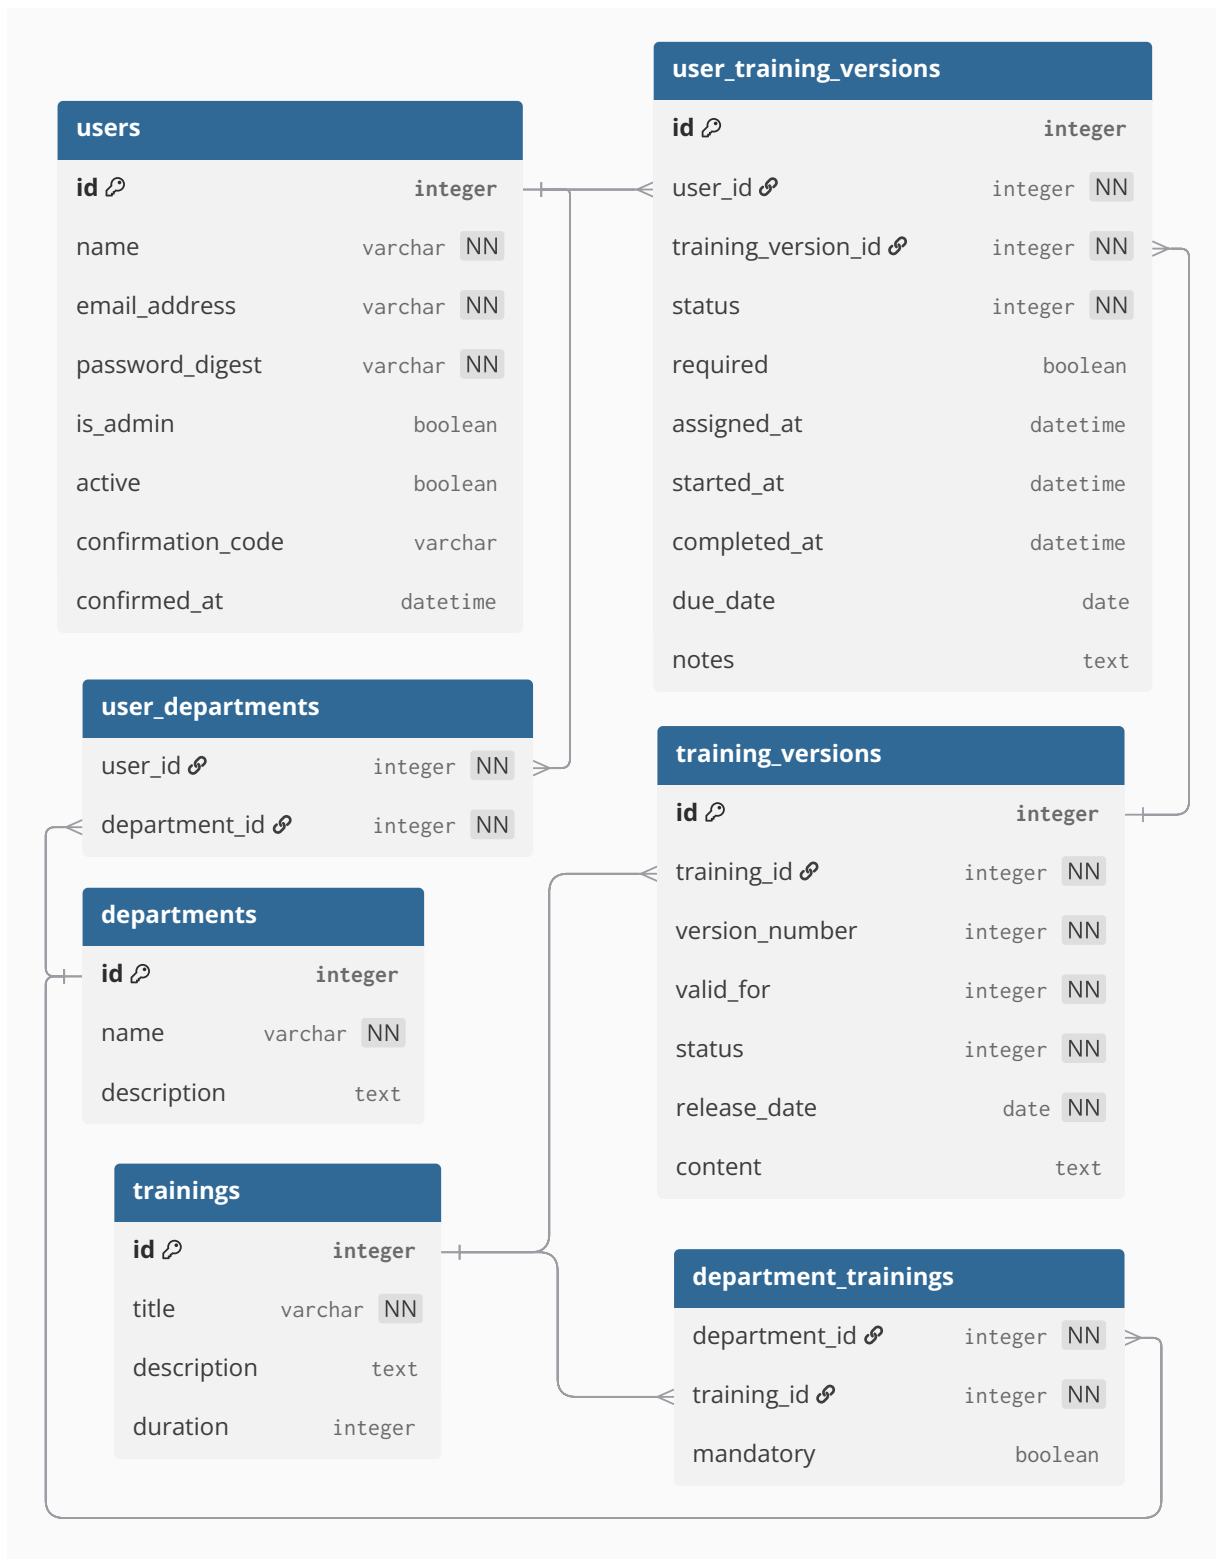 users
id integer
name varchar NN
email_address varchar NN
password_digest varchar NN
is_admin boolean
active boolean
confirmation_code varchar
confirmed_at datetime
user_training_versions
id integer
user_id integer NN
training_version_id integer NN
status integer NN
required boolean
assigned_at datetime
started_at datetime
completed_at datetime
due_date date
notes text
user_departments
user_id integer NN
department_id integer NN
training_versions
id integer
training_id integer NN
version_number integer NN
valid_for integer NN
status integer NN
release_date date NN
content text
departments
id integer
name varchar NN
description text
trainings
id integer
title varchar NN
description text
duration integer
department_trainings
department_id integer NN
training_id integer NN
mandatory boolean